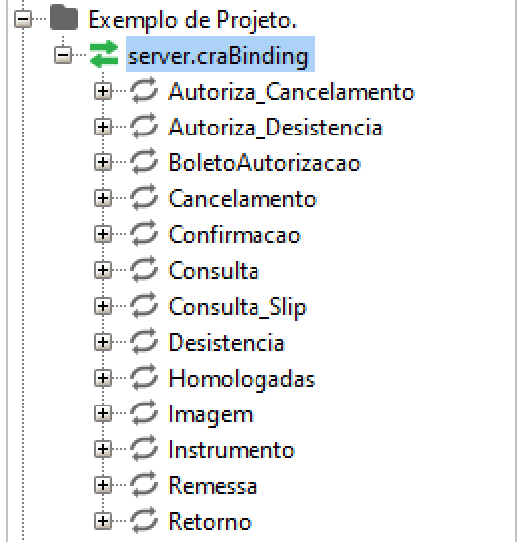 Exemplo de Projeto.
server.craBinding
Autoriza_Cancelamento
Autoriza_Desistencia
BoletoAutorizacao
Cancelamento
Confirmacao
Consulta
Consulta_Slip
Desistencia
Homologadas
Imagem
Instrumento
Remessa
Retorno